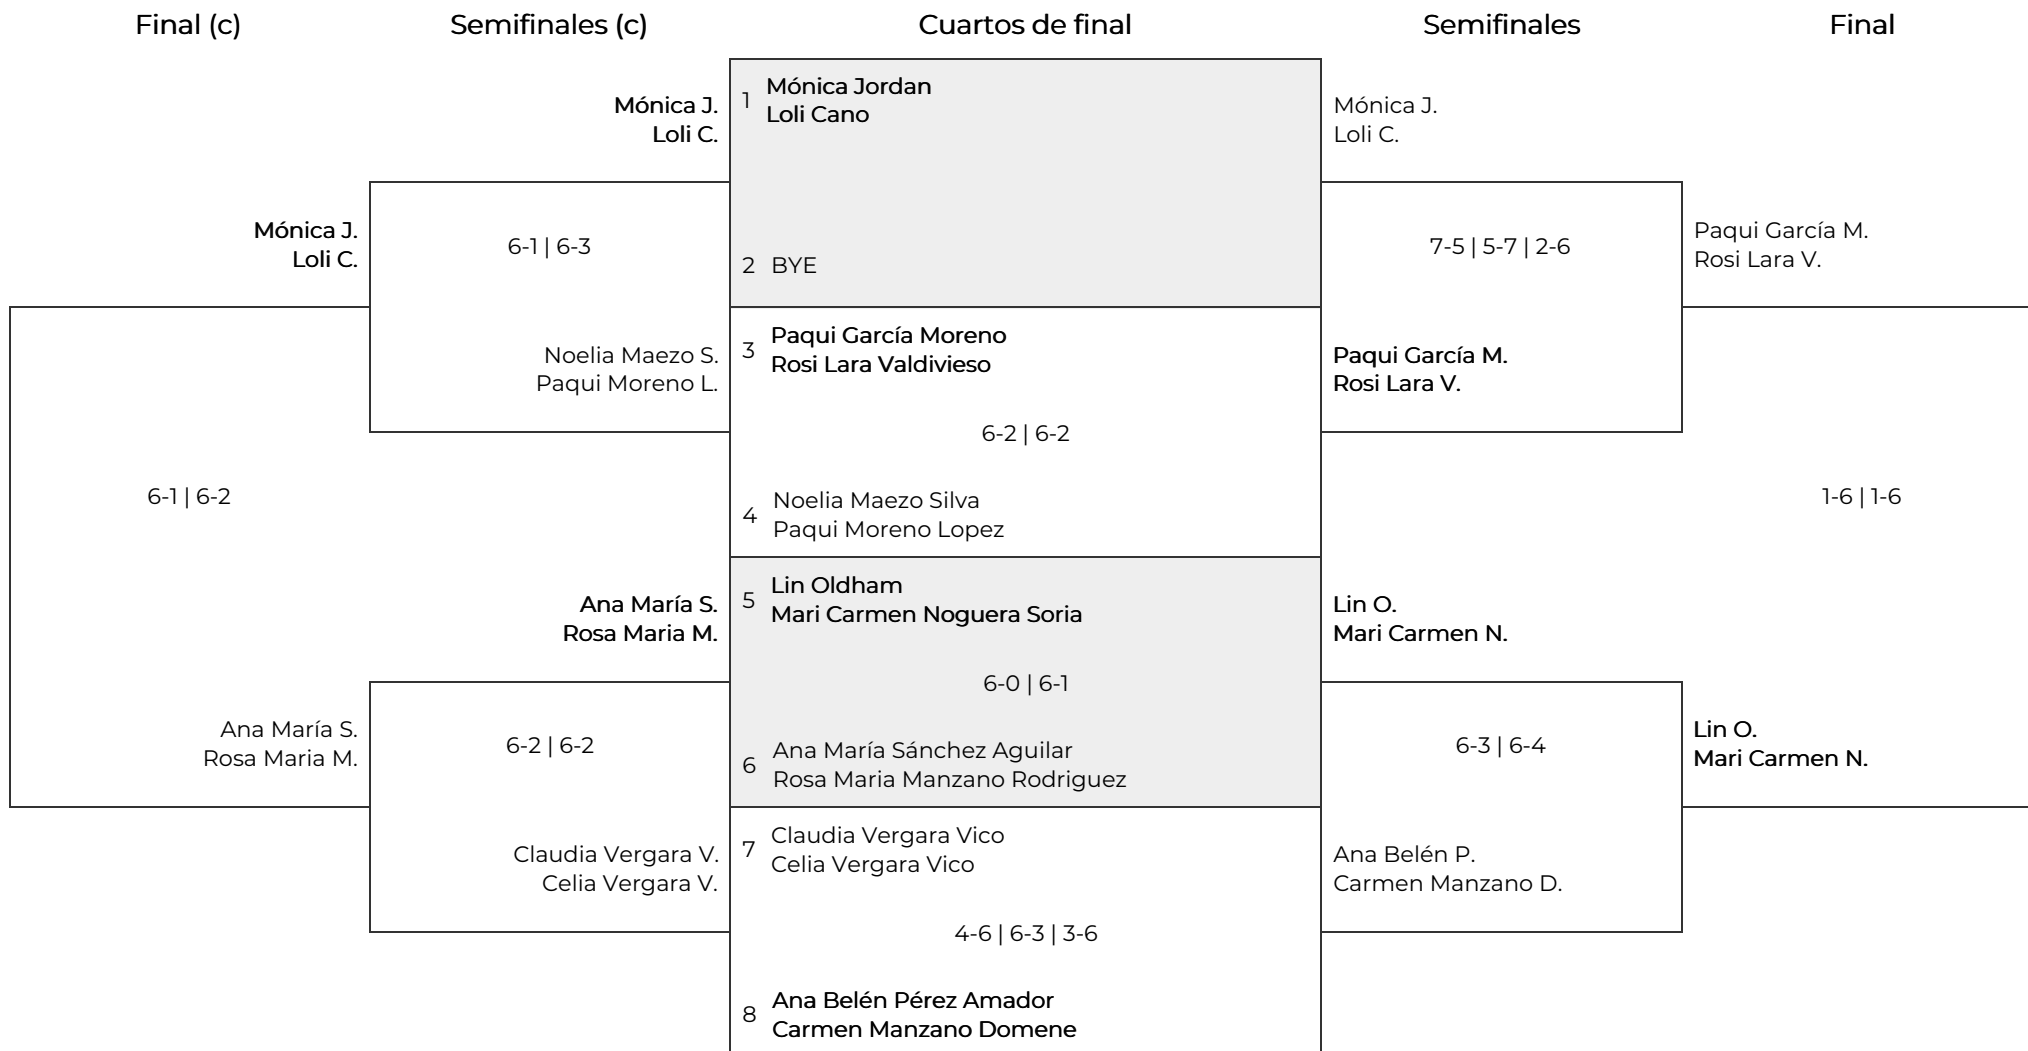 Final (c)
Semifinales (c)
Cuartos de final
Semifinales
Final
Mónica J.
Loli C.
6-1 | 6-2
Ana María S.
Rosa Maria M.
Mónica J.
Loli C.
6-1 | 6-3
Noelia Maezo S.
Paqui Moreno L.
Ana María S.
Rosa Maria M.
6-2 | 6-2
Claudia Vergara V.
Celia Vergara V.
1
Mónica Jordan
Loli Cano
2 BYE
3
Paqui García Moreno
Rosi Lara Valdivieso
6-2 | 6-2
4
Noelia Maezo Silva
Paqui Moreno Lopez
5
Lin Oldham
Mari Carmen Noguera Soria
6-0 | 6-1
6
Ana María Sánchez Aguilar
Rosa Maria Manzano Rodriguez
7
Claudia Vergara Vico
Celia Vergara Vico
4-6 | 6-3 | 3-6
8
Ana Belén Pérez Amador
Carmen Manzano Domene
Mónica J.
Loli C.
7-5 | 5-7 | 2-6
Paqui García M.
Rosi Lara V.
Lin O.
Mari Carmen N.
6-3 | 6-4
Ana Belén P.
Carmen Manzano D.
Paqui García M.
Rosi Lara V.
1-6 | 1-6
Lin O.
Mari Carmen N.